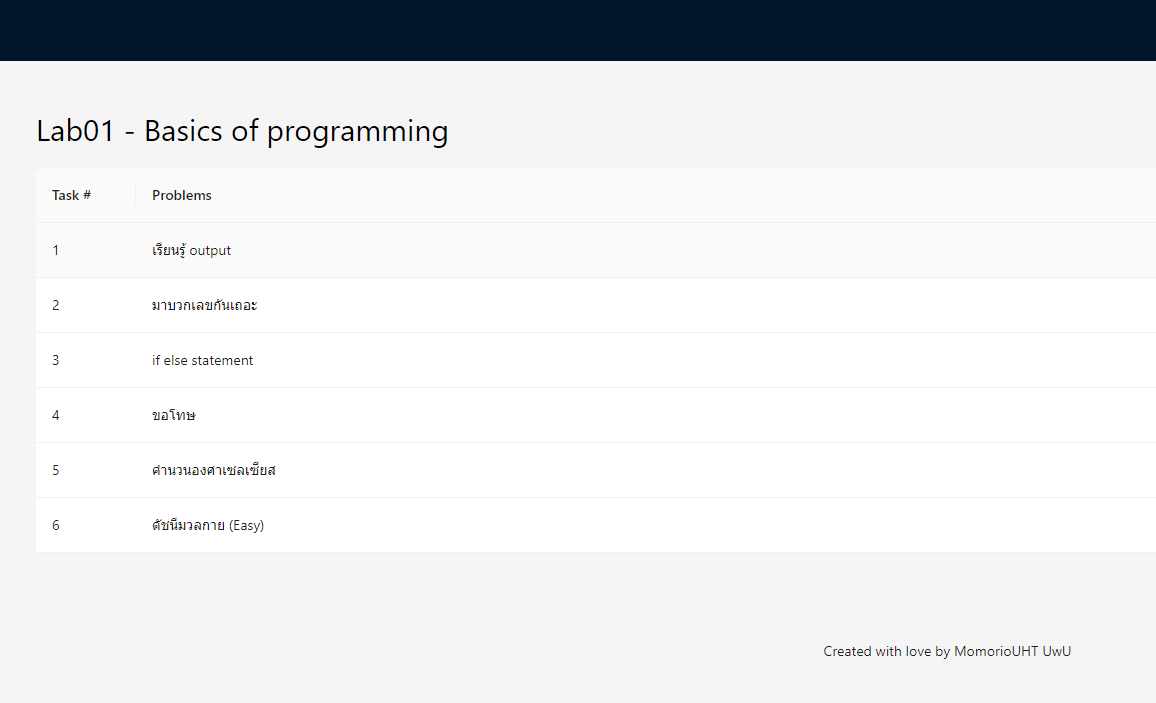 Lab01 - Basics of programming
Task # Problems
1 เรียนรู้ output
2 มาบวกเลขกันเถอะ
3 if else statement
4 ขอโทษ
5 คำนวนองศาเซลเซียส
6 ดัชนีมวลกาย (Easy)
Created with love by MomorioUHT UwU